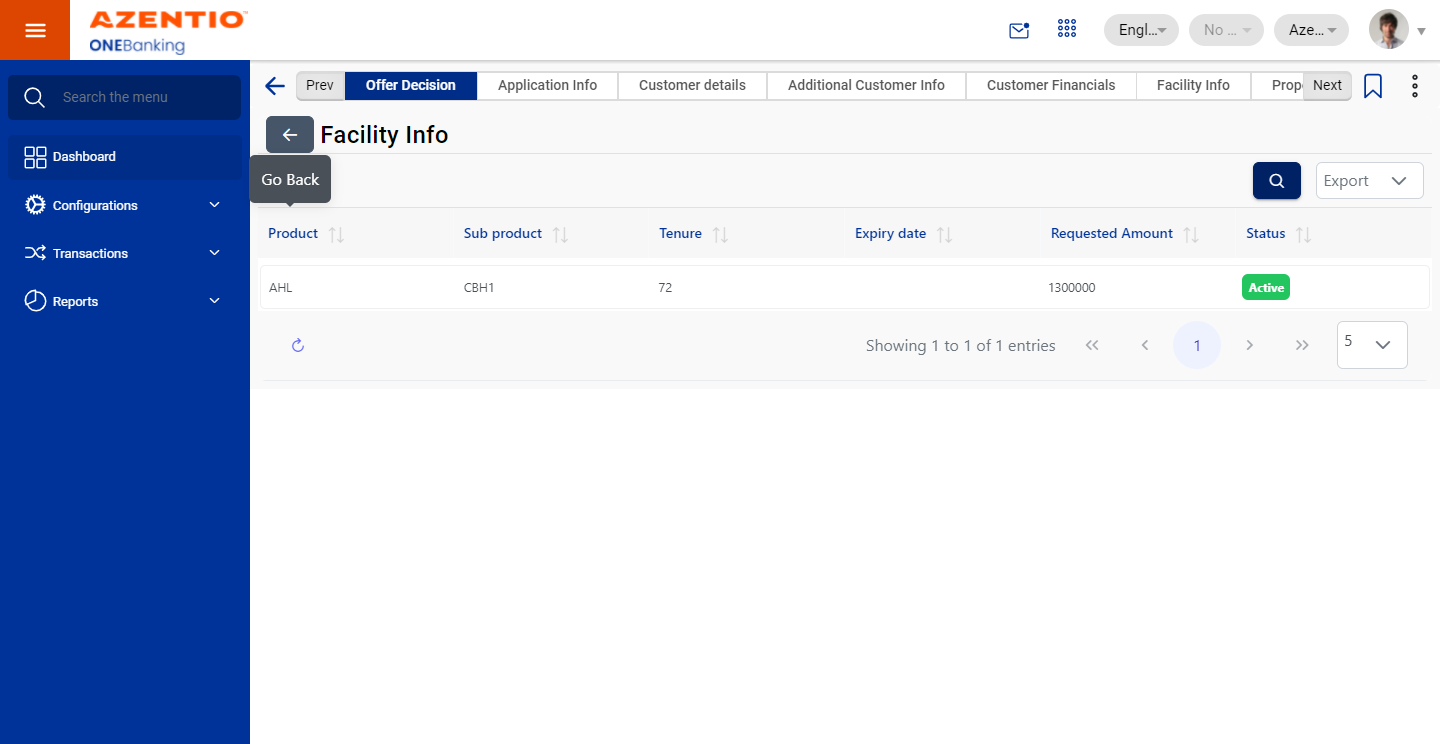 AZENTIO
ONEBanking
Engl...
No ...
Aze...
Search the menu
Dashboard
Configurations
Transactions
Reports
Prev
Offer Decision
Application Info
Customer details
Additional Customer Info
Customer Financials
Facility Info
Prop
Next
Facility Info
Go Back
Export
Product
Sub product
Tenure
Expiry date
Requested Amount
Status
AHL
CBH1
72
1300000
Active
Showing 1 to 1 of 1 entries
1
5